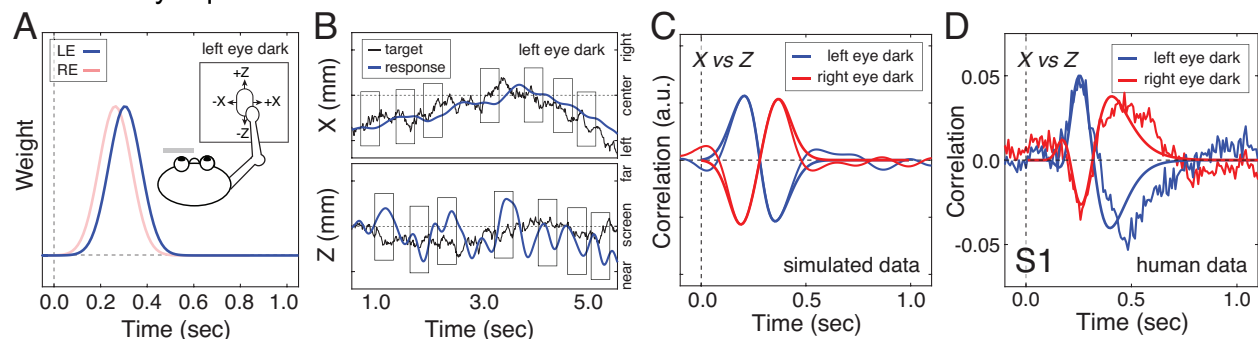 A
LE
RE
left eye dark
+Z
-X
+X
-Z
Weight
0.0 0.2 0.4 0.6 0.8 1.0
Time (sec)
B
target
response
left eye dark
X (mm)
right
center
left
Z (mm)
far
screen
near
1.0 3.0 5.0
Time (sec)
C
X vs Z
left eye dark
right eye dark
Correlation (a.u.)
simulated data
0.0 0.5 1.0
Time (sec)
D
X vs Z
left eye dark
right eye dark
0.05
0.0
-0.05
Correlation
S1
human data
0.0 0.5 1.0
Time (sec)